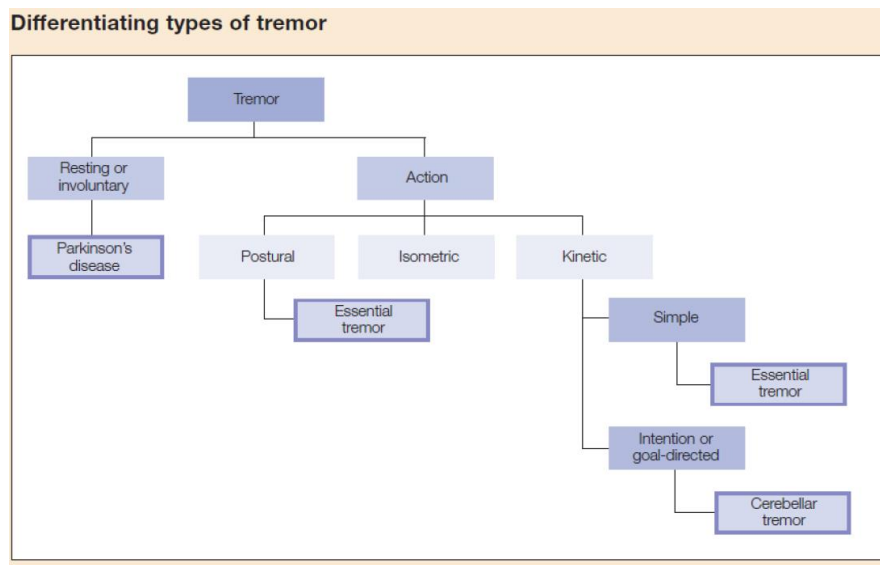 Differentiating types of tremor
Tremor
Resting or
involuntary
Action
Parkinson's
disease
Postural
Isometric
Kinetic
Essential
tremor
Simple
Essential
tremor
Intention or
goal-directed
Cerebellar
tremor